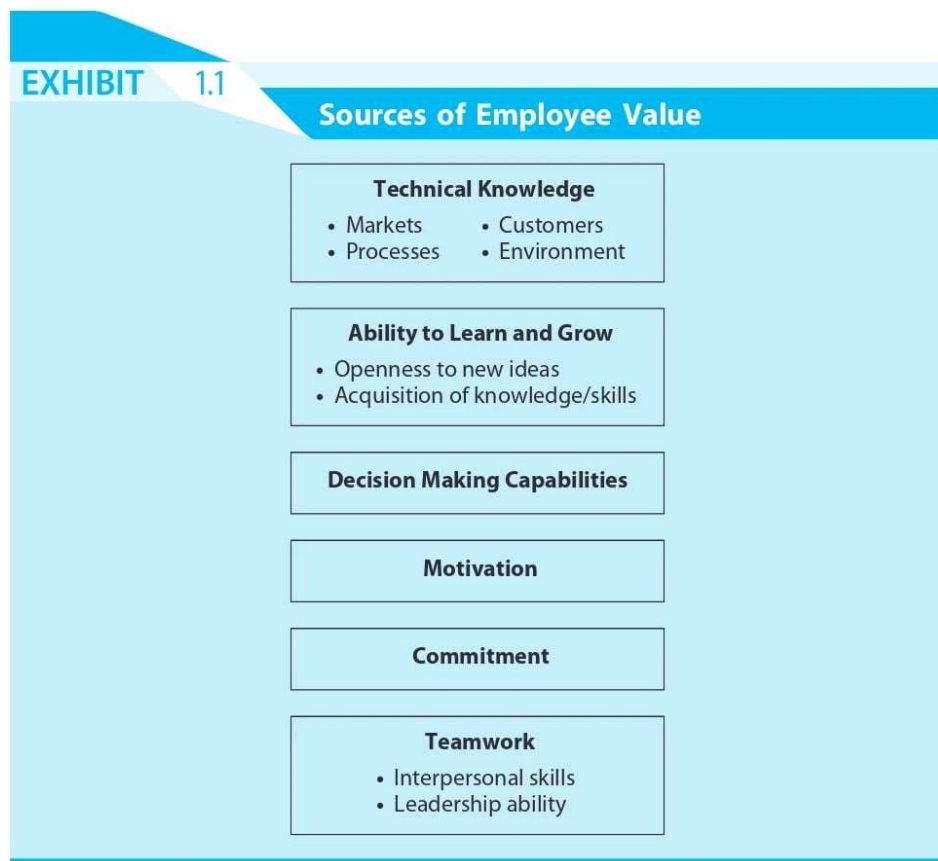 EXHIBIT 1.1
Sources of Employee Value
Technical Knowledge
• Markets • Customers
• Processes • Environment
Ability to Learn and Grow
• Openness to new ideas
• Acquisition of knowledge/skills
Decision Making Capabilities
Motivation
Commitment
Teamwork
• Interpersonal skills
• Leadership ability